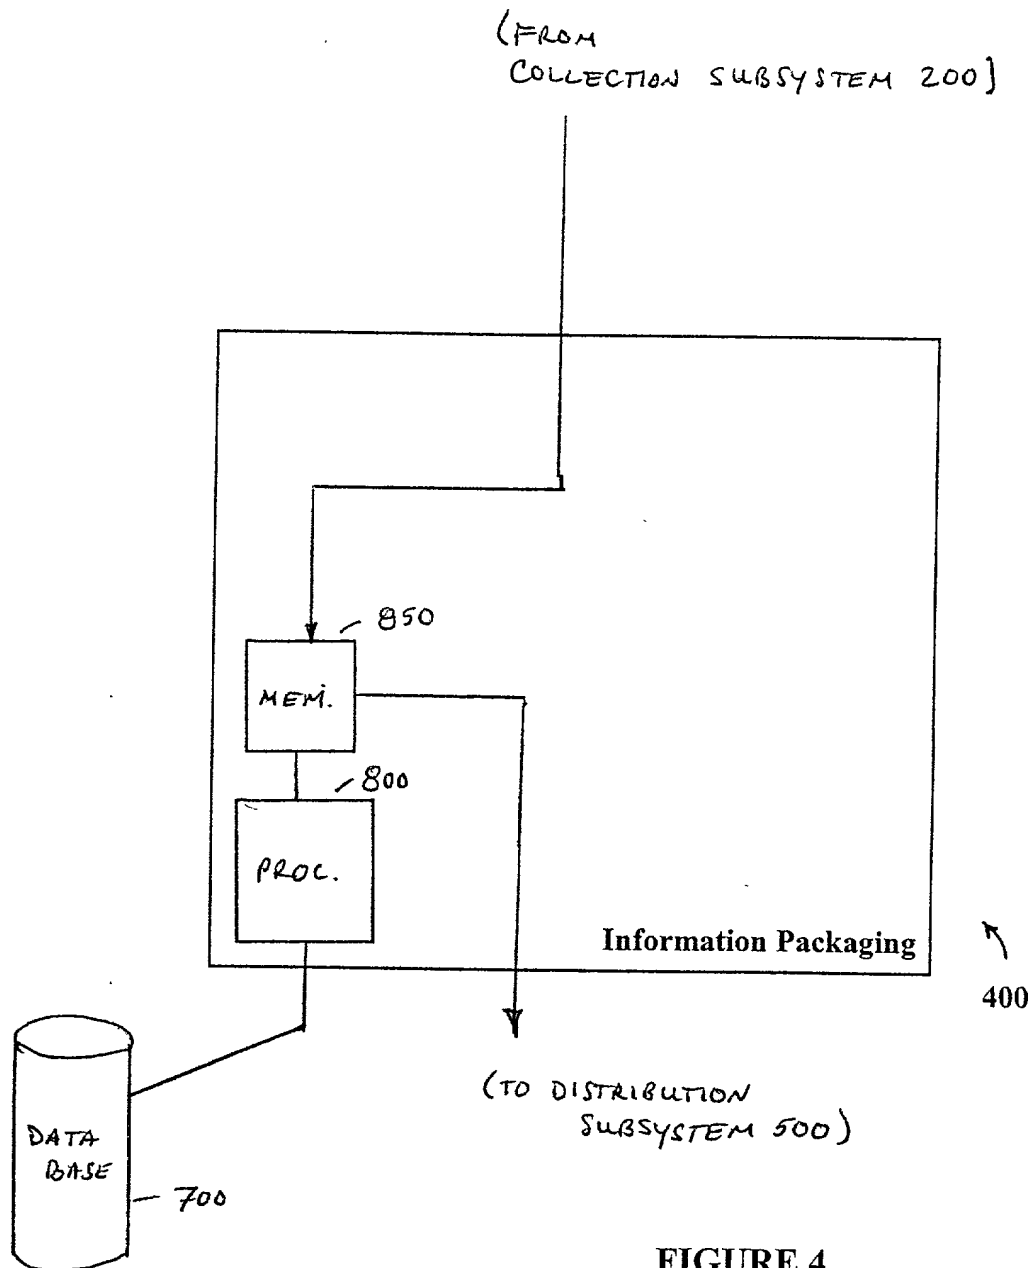 (FROM
COLLECTION SUBSYSTEM 200]
850
MEM.
800
PROC.
Information Packaging
400
(TO DISTRIBUTION
SUBSYSTEM 500)
DATA
BASE
700
FIGURE 4